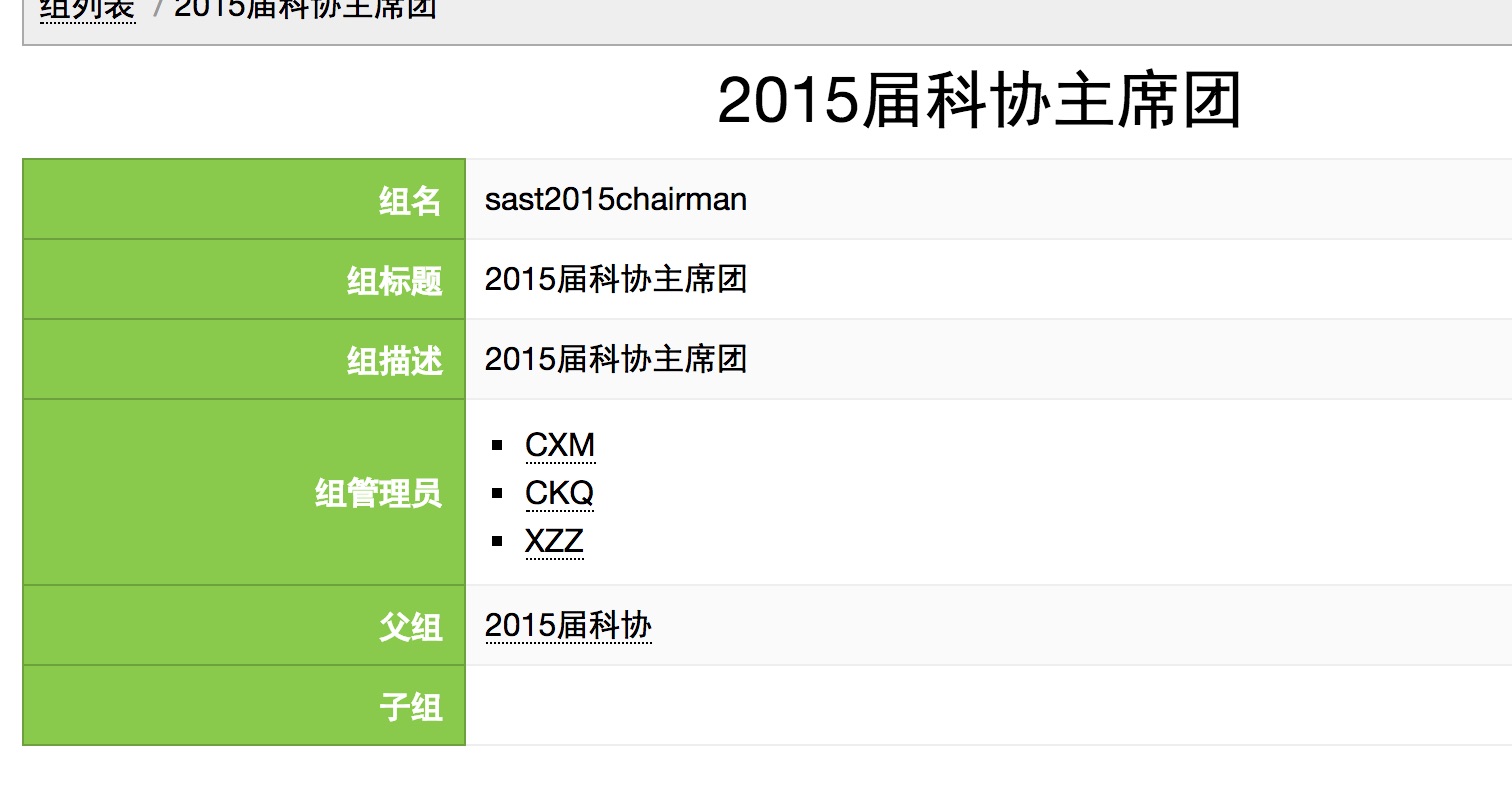 组列表 / 2015届科协主席团
2015届科协主席团
组名 sast2015chairman
组标题 2015届科协主席团
组描述 2015届科协主席团
组管理员
CXM
CKQ
XZZ
父组 2015届科协
子组